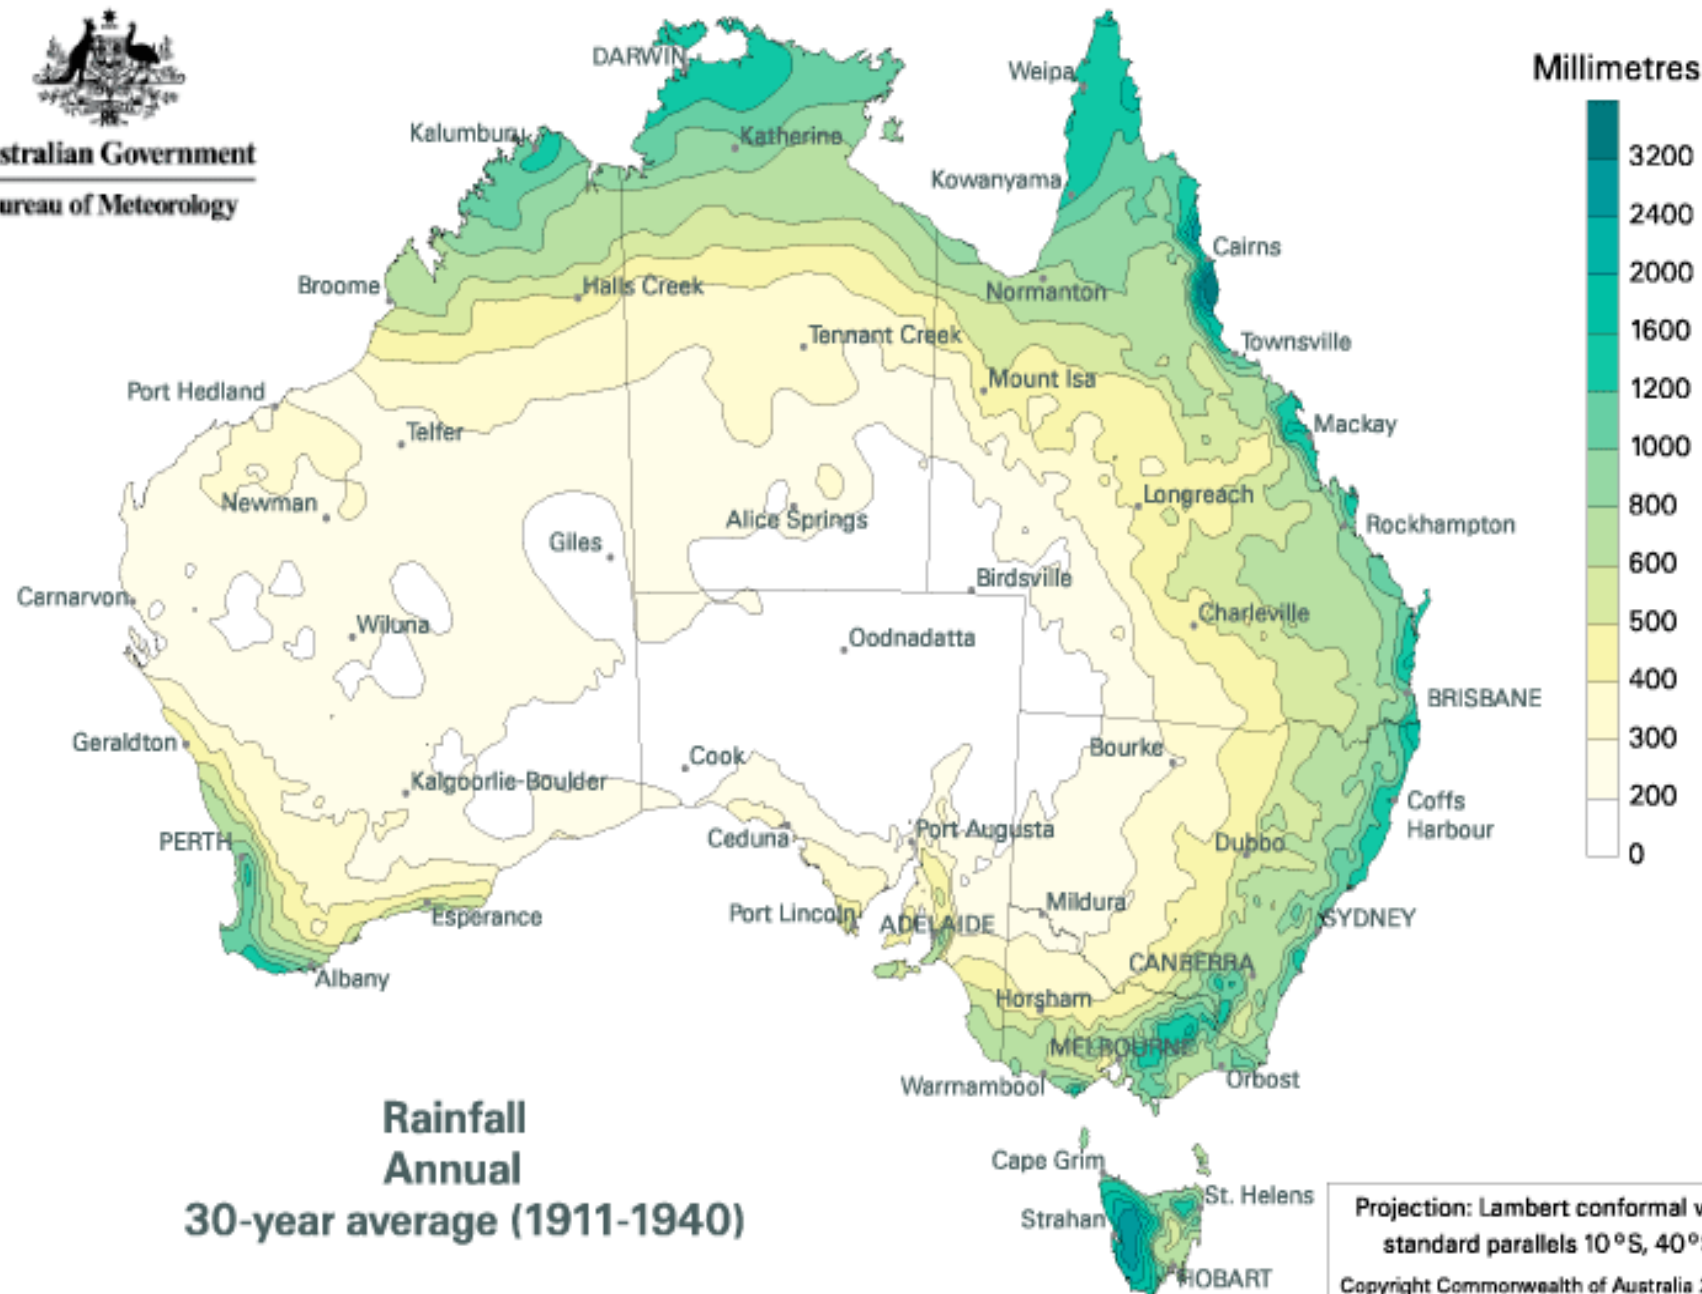 stralian Government
ureau of Meteorology
DARWIN
Weipa
Kalumburu
Katherine
Kowanyama
Cairns
Broome
Halls Creek
Normanton
Tennant Creek
Townsville
Port Hedland
Mount Isa
Telfer
Mackay
Newman
Longreach
Alice Springs
Rockhampton
Giles
Birdsville
Carnarvon
Wiluna
Charleville
Oodnadatta
BRISBANE
Geraldton
Bourke
Cook
Kalgoorlie-Boulder
Coffs
Harbour
PERTH
Ceduna
Port Augusta
Dubbo
Port Lincoln
Mildura
ADELAIDE
SYDNEY
Esperance
CANBERRA
Albany
Horsham
MELBOURNE
Warrnambool
Orbost
Cape Grim
St. Helens
Strahan
HOBART
Millimetres
3200
2400
2000
1600
1200
1000
800
600
500
400
300
200
0
Rainfall
Annual
30-year average (1911-1940)
Projection: Lambert conformal
standard parallels 10°S, 40°
Copyright Commonwealth of Australia